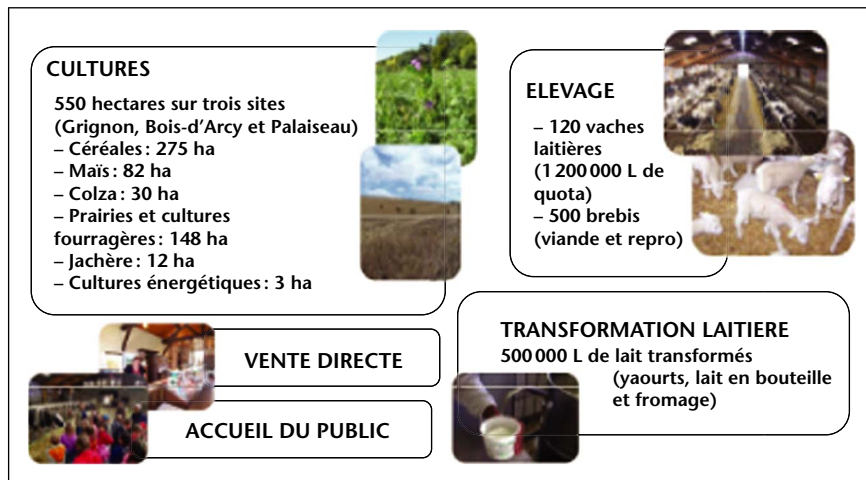 CULTURES
550 hectares sur trois sites
(Grignon, Bois-d'Arcy et Palaiseau)
– Céréales : 275 ha
– Maïs : 82 ha
– Colza : 30 ha
– Prairies et cultures
fourragères : 148 ha
– Jachère : 12 ha
– Cultures énergétiques : 3 ha
ELEVAGE
– 120 vaches
laitières
(1 200 000 L de
quota)
– 500 brebis
(viande et repro)
VENTE DIRECTE
ACCUEIL DU PUBLIC
TRANSFORMATION LAITIERE
500 000 L de lait transformés
(yaourts, lait en bouteille
et fromage)